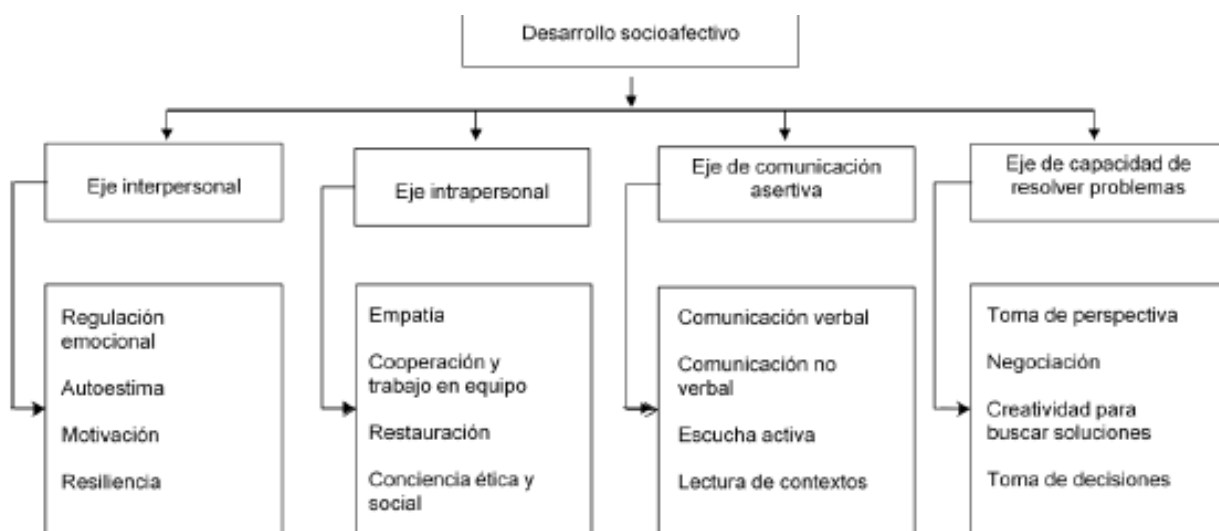 Desarrollo socioafectivo
Eje interpersonal
Eje intrapersonal
Eje de comunicación
asertiva
Eje de capacidad de
resolver problemas
Regulación
emocional
Autoestima
Motivación
Resiliencia
Empatía
Cooperación y
trabajo en equipo
Restauración
Conciencia ética y
social
Comunicación verbal
Comunicación no
verbal
Escucha activa
Lectura de contextos
Toma de perspectiva
Negociación
Creatividad para
buscar soluciones
Toma de decisiones